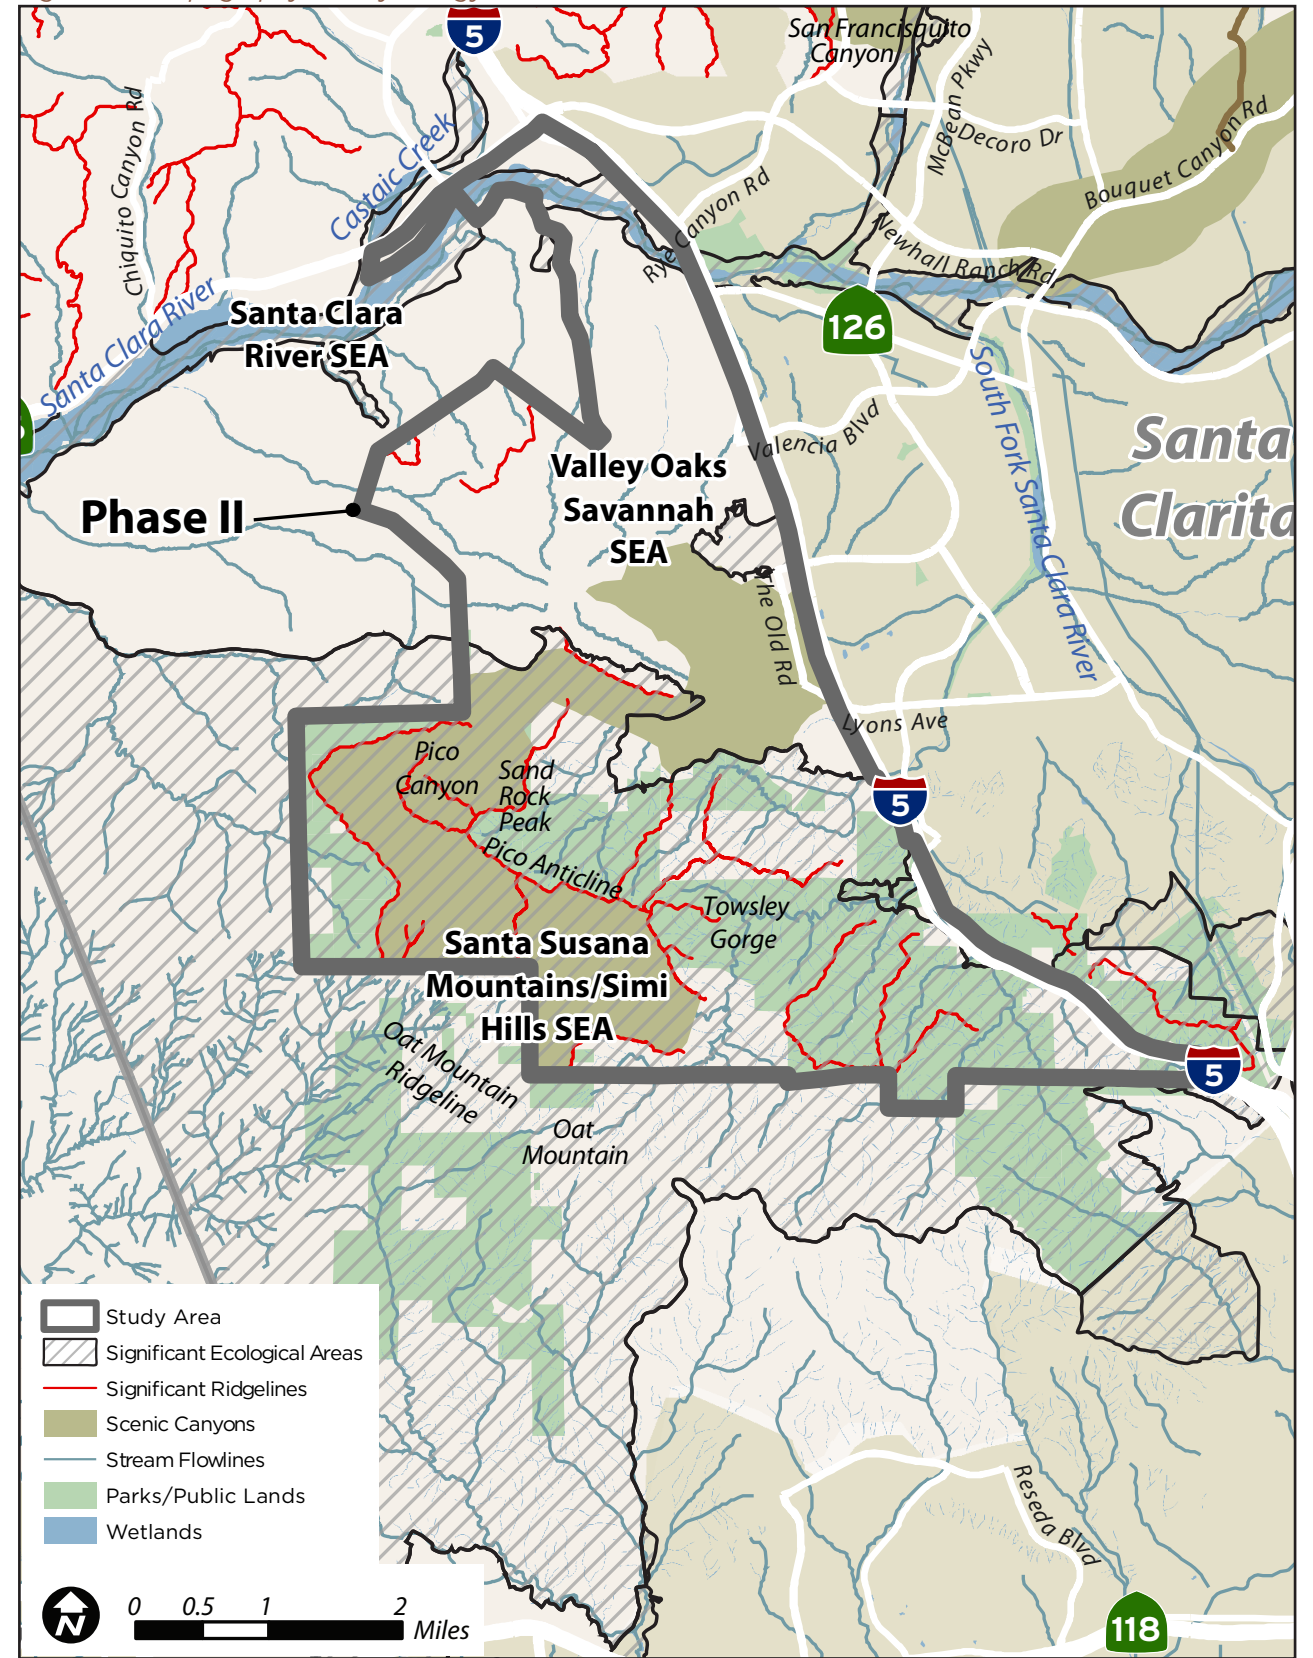 5
San Francisquito
Canyon
McBean Pkwy
Decoro Dr
Bouquet Canyon Rd
Chiquito Canyon Rd
Castaic Creek
Rye Canyon Rd
Newhall Ranch Rd
Santa Clara River
Santa Clara
River SEA
126
South Fork Santa Clara River
Valencia Blvd
Santa
Clarita
Valley Oaks
Savannah
SEA
Phase II
The Old Rd
Lyons Ave
Pico
Canyon
Sand
Rock
Peak
5
Pico Anticline
Towsley
Gorge
Santa Susana
Mountains/Simi
Hills SEA
Oat Mountain
Ridgeline
5
Oat
Mountain
Study Area
Significant Ecological Areas
Significant Ridgelines
Scenic Canyons
Stream Flowlines
Parks/Public Lands
Wetlands
Reseda Blvd
N
0 0.5 1 2
Miles
118